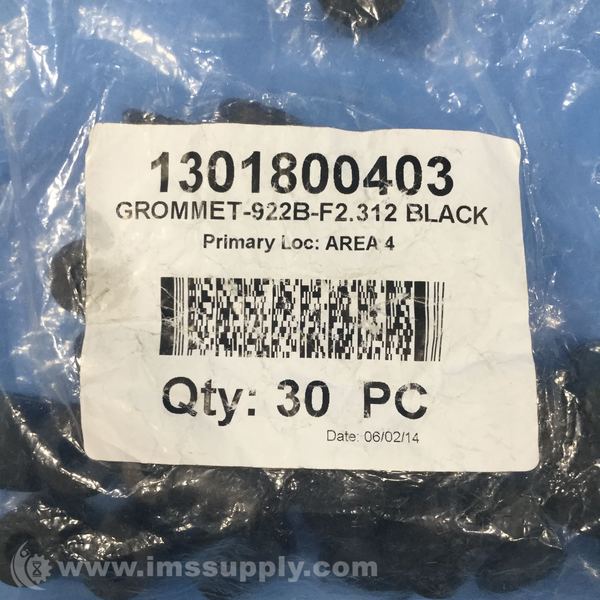 1301800403
GROMMET-922B-F2.312 BLACK
Primary Loc: AREA 4
Qty: 30 PC
Date: 06/02/14
www.imssupply.com